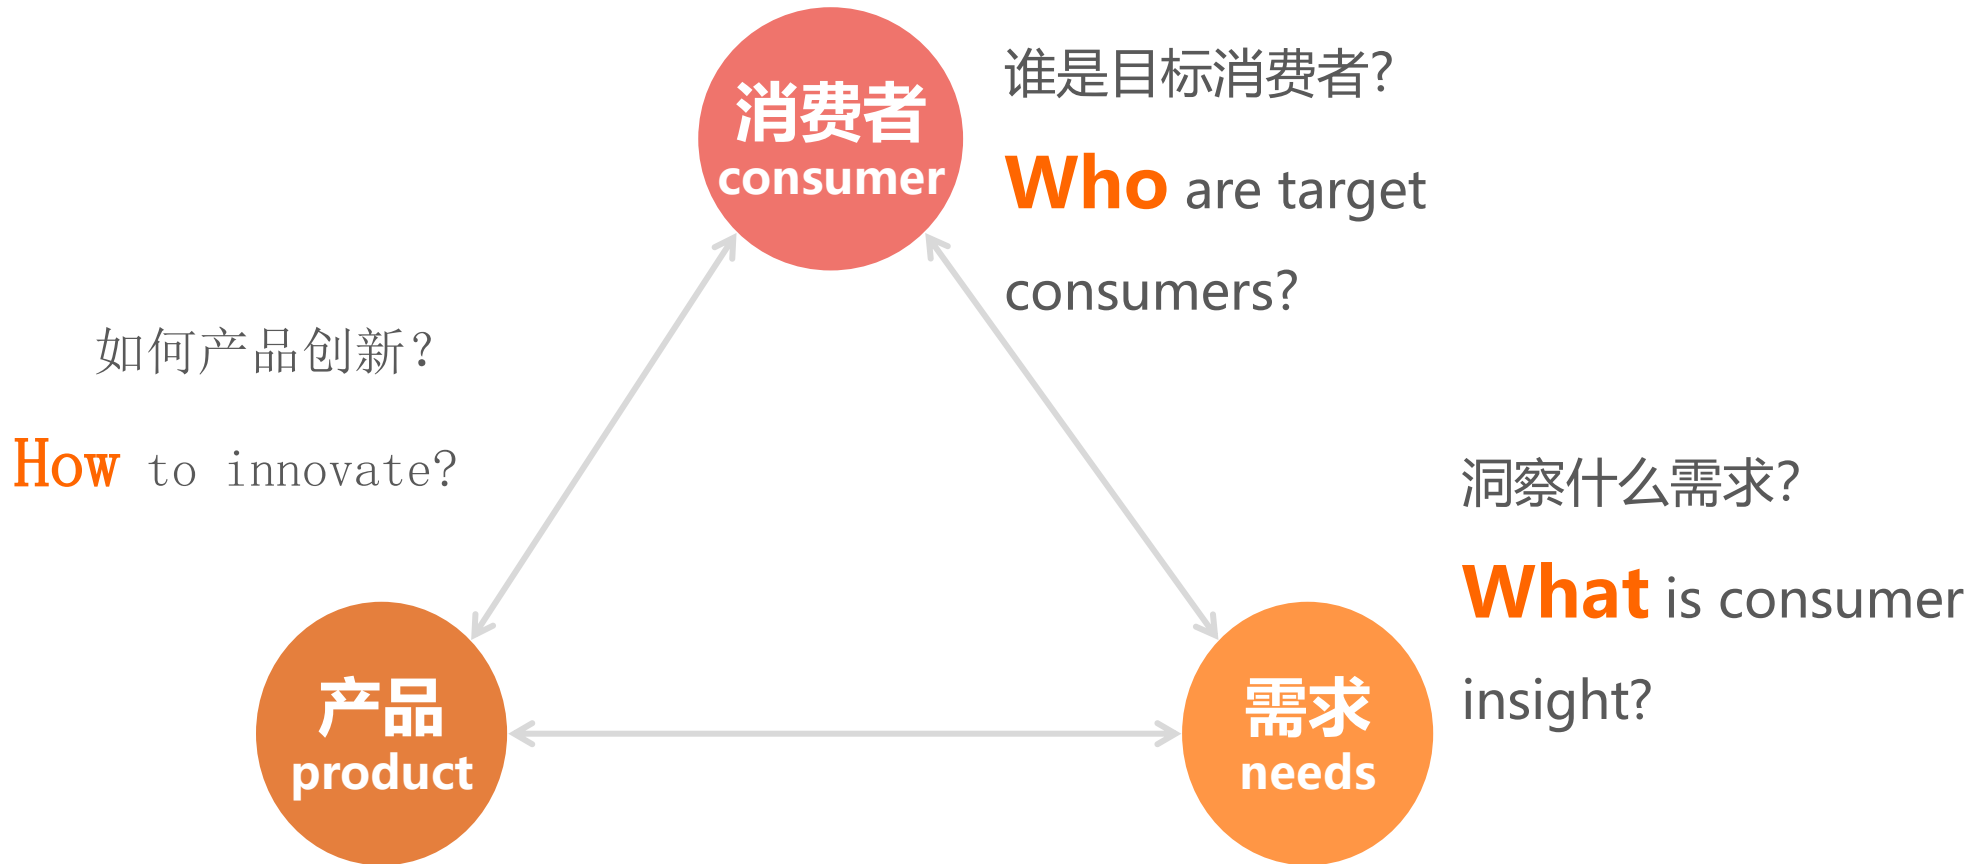 消费者
consumer
谁是目标消费者?
Who are target
consumers?
如何产品创新？
How to innovate?
洞察什么需求?
What is consumer
insight?
产品
product
需求
needs